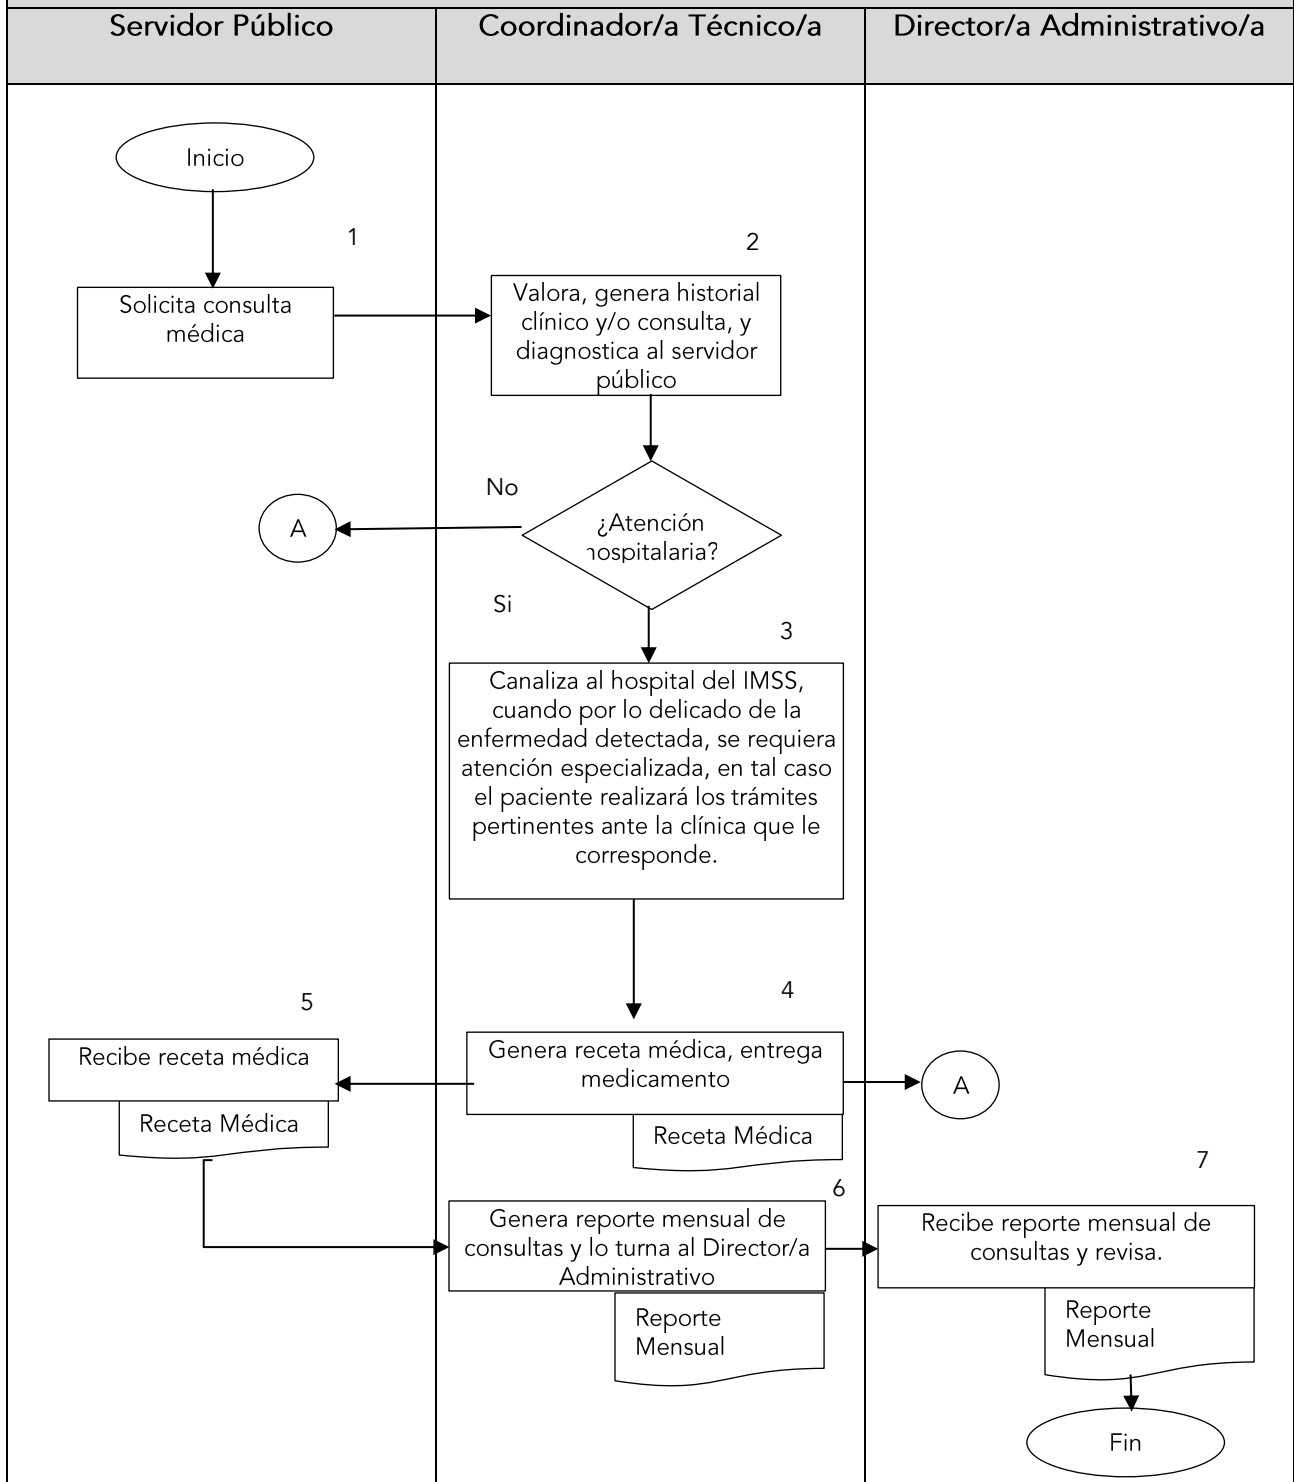 Servidor Público
Coordinador/a Técnico/a
Director/a Administrativo/a
Inicio
1
2
Solicita consulta
médica
Valora, genera historial
clínico y/o consulta, y
diagnostica al servidor
público
No
A
¿Atención
hospitalaria?
Si
3
Canaliza al hospital del IMSS,
cuando por lo delicado de la
enfermedad detectada, se requiera
atención especializada, en tal caso
el paciente realizará los trámites
pertinentes ante la clínica que le
corresponde.
5
4
Recibe receta médica
Receta Médica
Genera receta médica, entrega
medicamento
Receta Médica
A
7
6
Genera reporte mensual de
consultas y lo turna al Director/a
Administrativo
Reporte
Mensual
Recibe reporte mensual de
consultas y revisa.
Reporte
Mensual
Fin